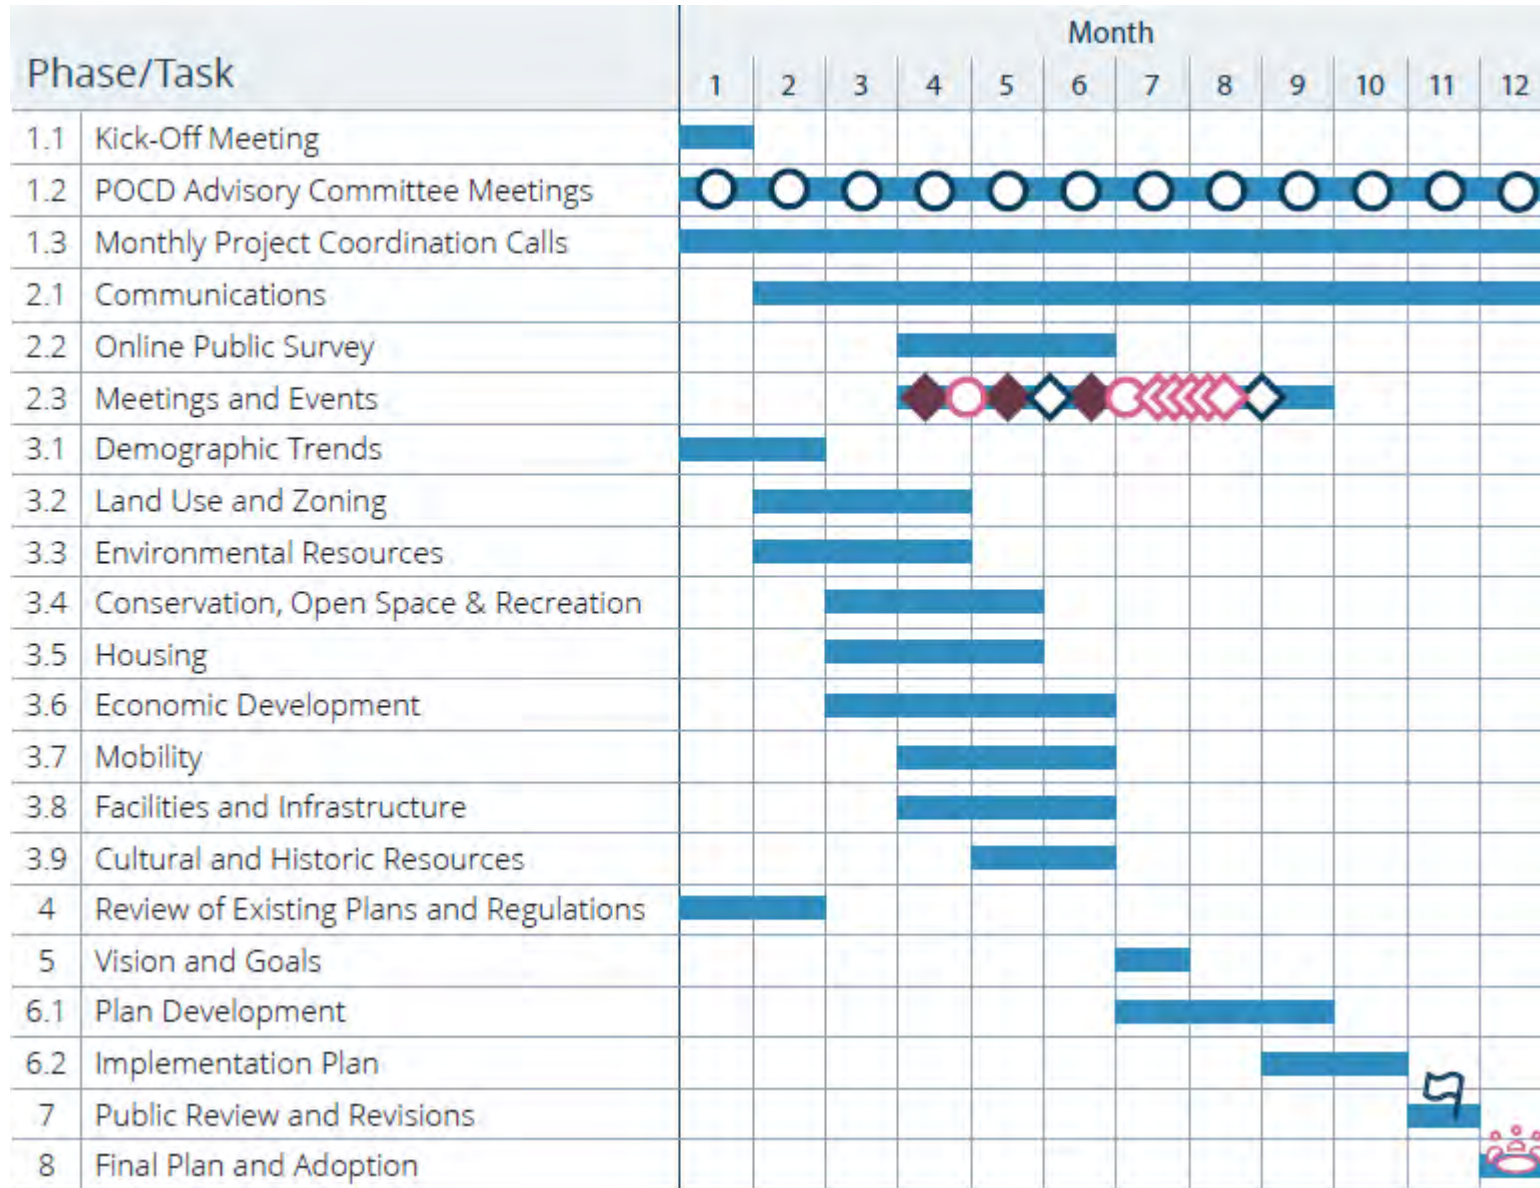 Month
Phase/Task
1 2 3 4 5 6 7 8 9 10 11 12
1.1 Kick-Off Meeting
1.2 POCD Advisory Committee Meetings
1.3 Monthly Project Coordination Calls
2.1 Communications
2.2 Online Public Survey
2.3 Meetings and Events
3.1 Demographic Trends
3.2 Land Use and Zoning
3.3 Environmental Resources
3.4 Conservation, Open Space & Recreation
3.5 Housing
3.6 Economic Development
3.7 Mobility
3.8 Facilities and Infrastructure
3.9 Cultural and Historic Resources
4 Review of Existing Plans and Regulations
5 Vision and Goals
6.1 Plan Development
6.2 Implementation Plan
7 Public Review and Revisions
8 Final Plan and Adoption